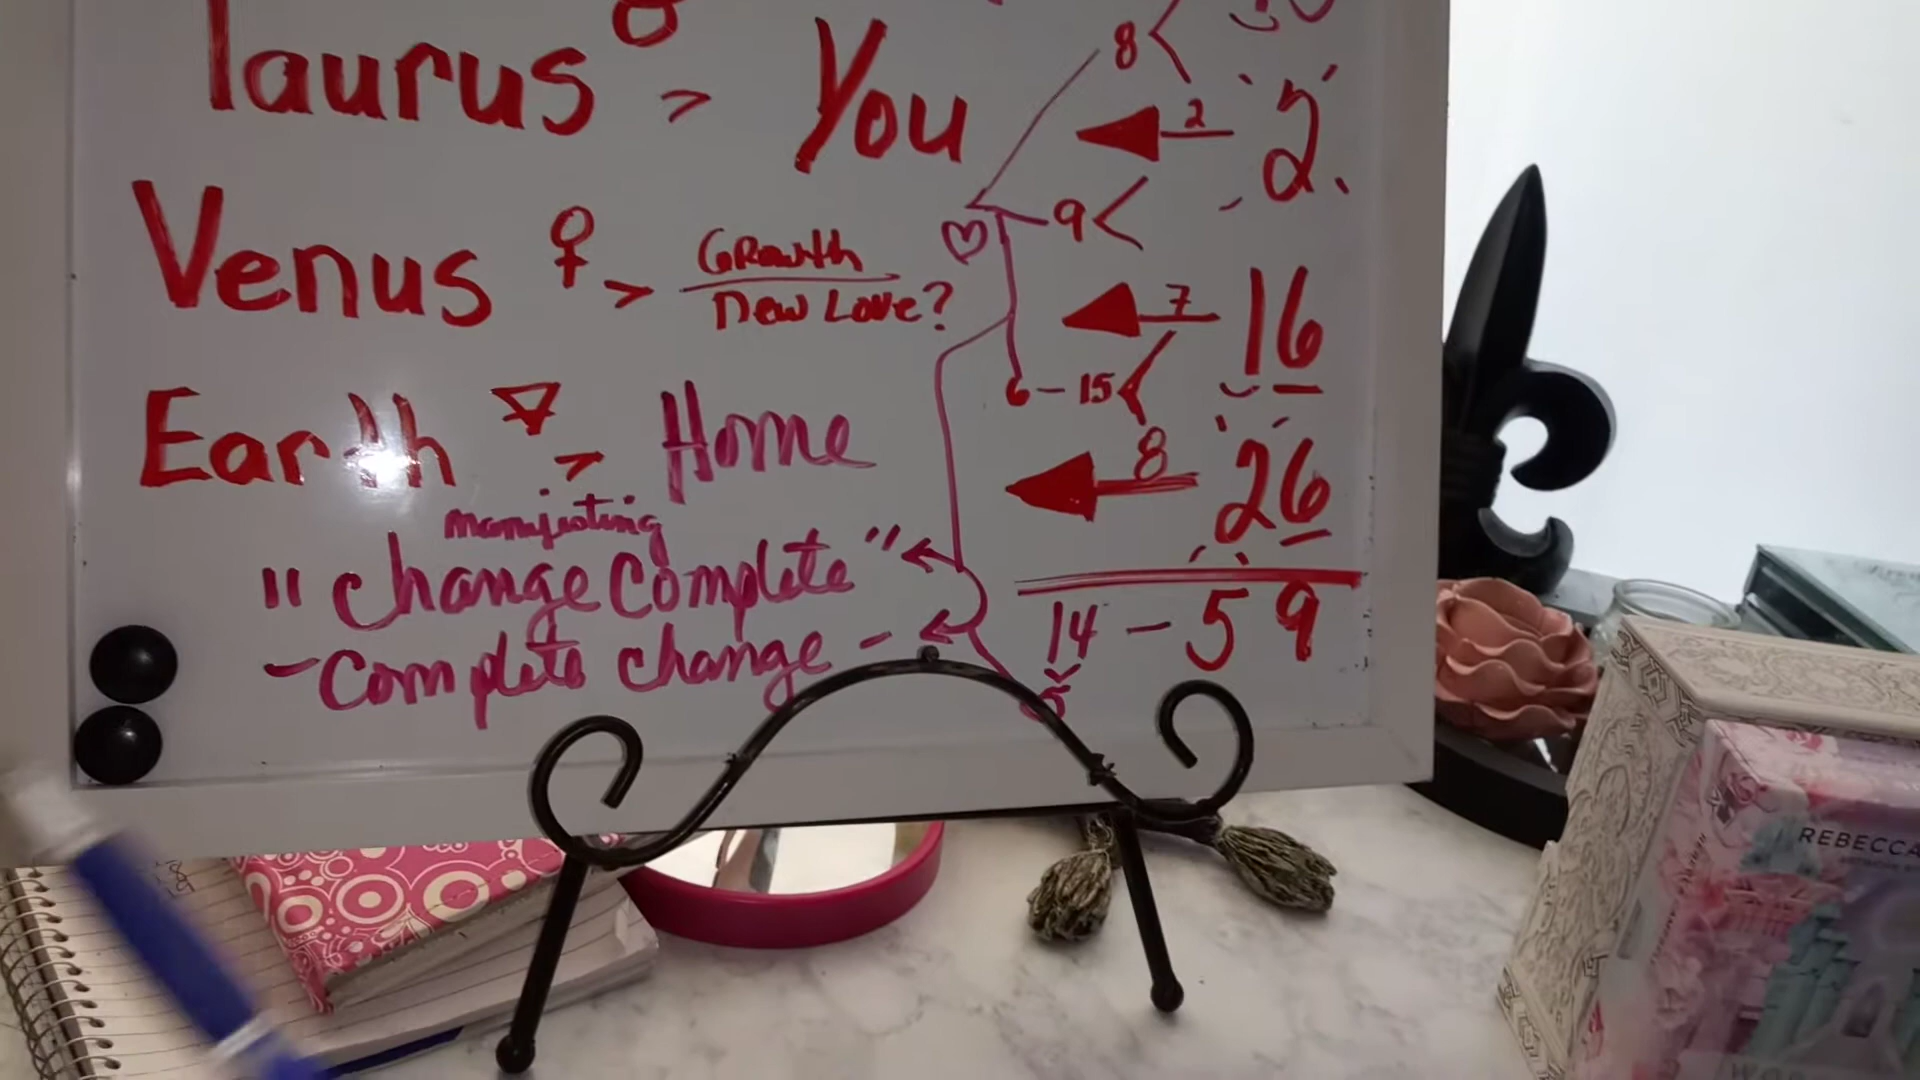 Taurus ♉ > You
8 <
2 2
Venus ♀ > Growth
New Love?
♡ 9 <
7 16
6 - 15 <
Earth > Home
8 26
manifesting
"Change Complete"
- Complete change -
14 - 59
5
REBECCA